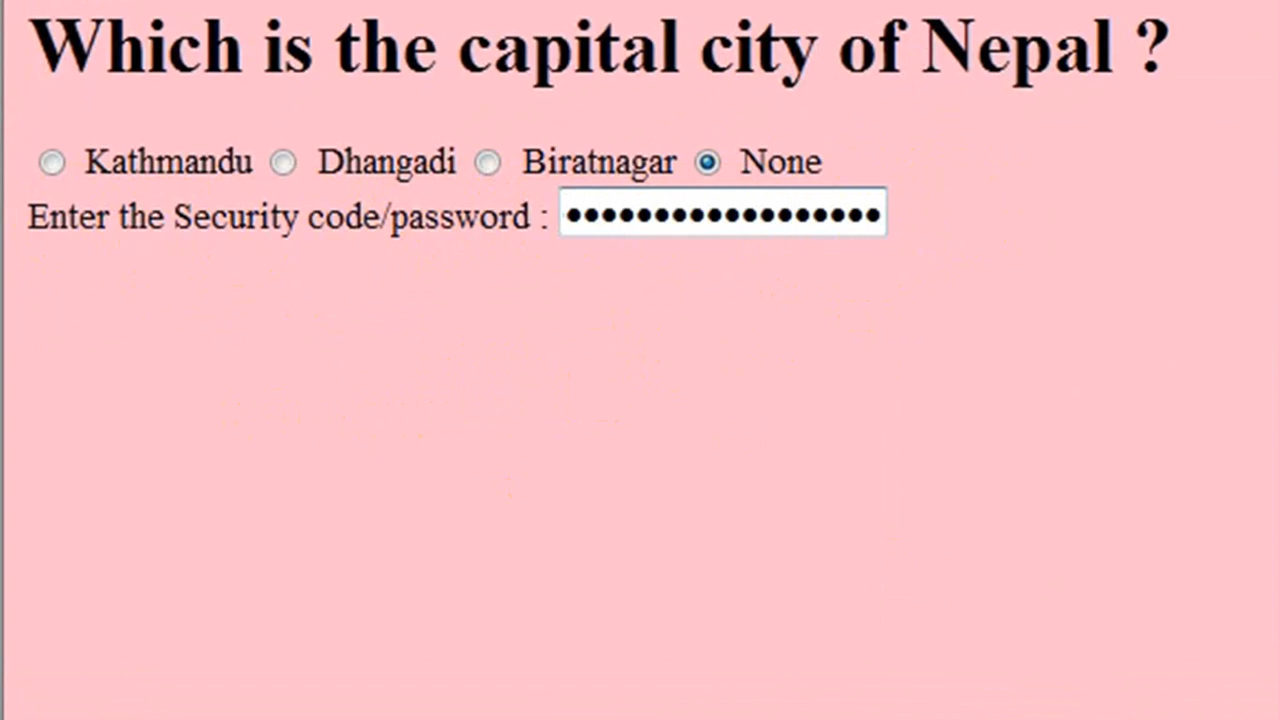 Which is the capital city of Nepal ?
Kathmandu Dhangadi Biratnagar None
Enter the Security code/password : ••••••••••••••••••